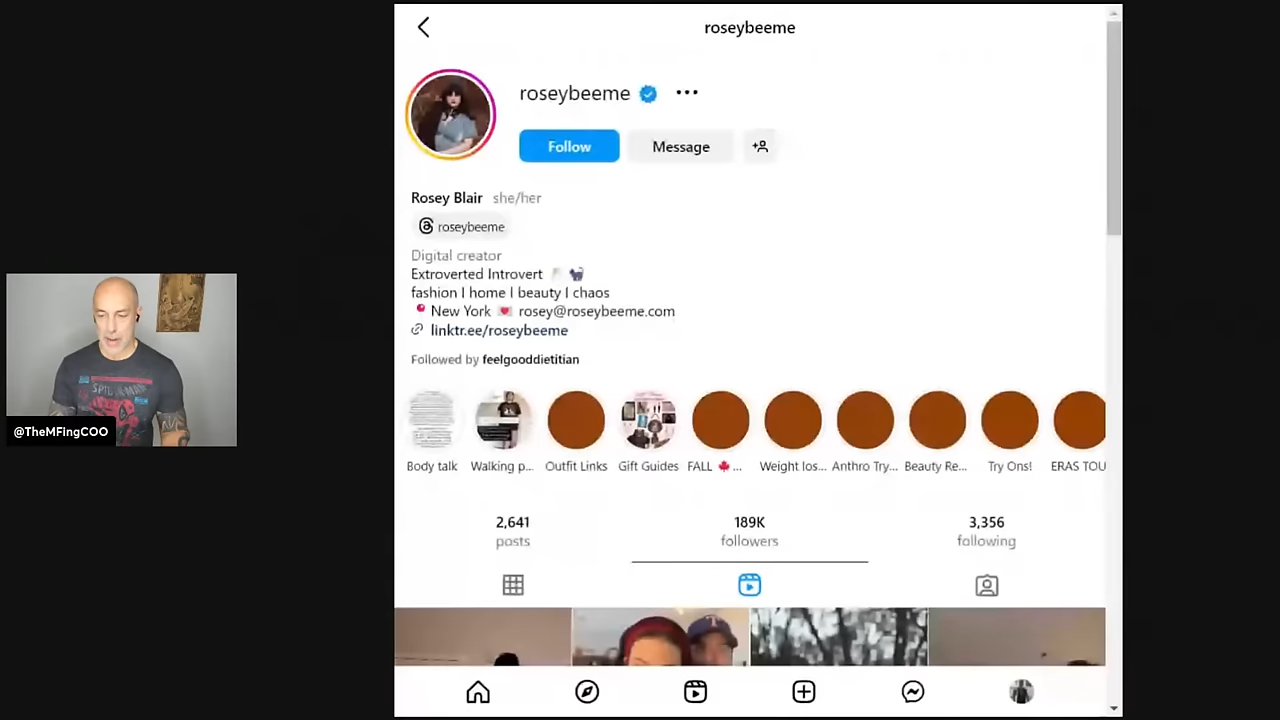 roseybeeme
roseybeeme
Follow
Message
Rosey Blair she/her
roseybeeme
Digital creator
Extroverted Introvert
fashion | home | beauty | chaos
New York rosey@roseybeeme.com
linktr.ee/roseybeeme
Followed by feelgooddietitian
Body talk
Walking p...
Outfit Links
Gift Guides
FALL 🍁 ...
Weight los...
Anthro Try...
Beauty Re...
Try Ons!
ERAS TOU
2,641
189K
3,356
posts
followers
following
@TheMFingCOO